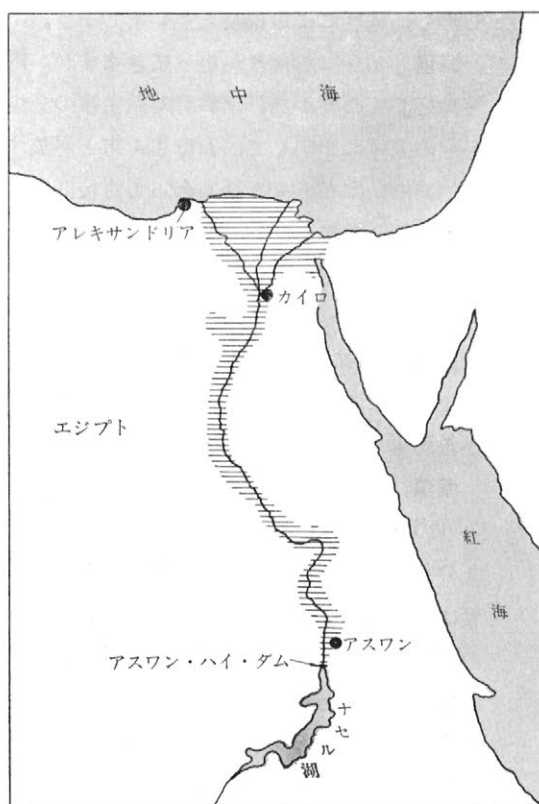 地中海
アレキサンドリア
カイロ
エジプト
紅海
アスワン
アスワン・ハイ・ダム
ナセル湖